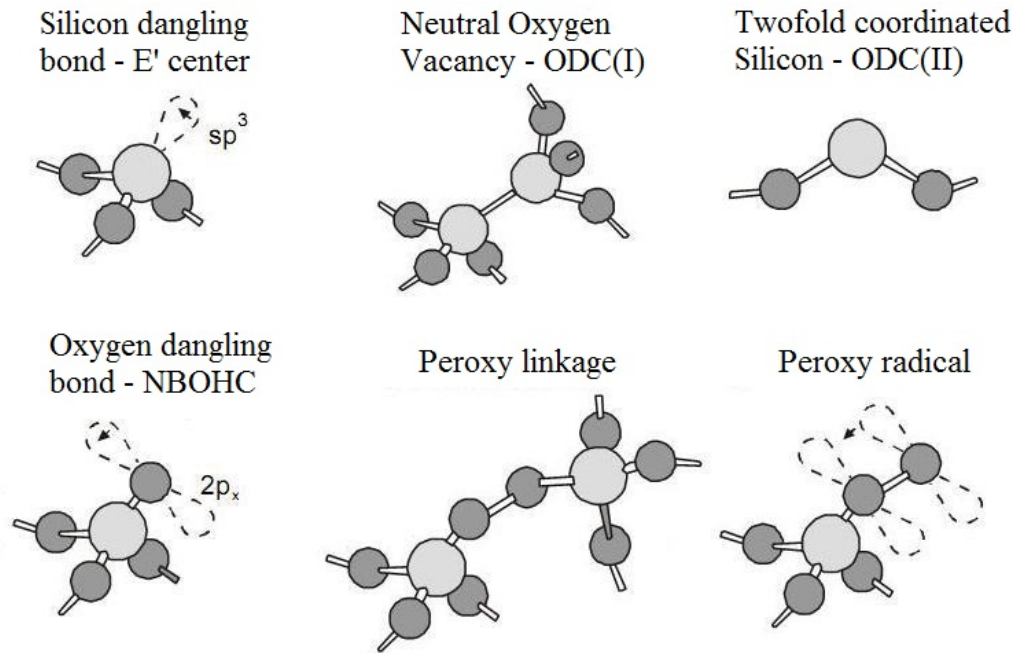 Silicon dangling
bond - E' center
sp³
Neutral Oxygen
Vacancy - ODC(I)
Twofold coordinated
Silicon - ODC(II)
Oxygen dangling
bond - NBOHC
2pₓ
Peroxy linkage
Peroxy radical